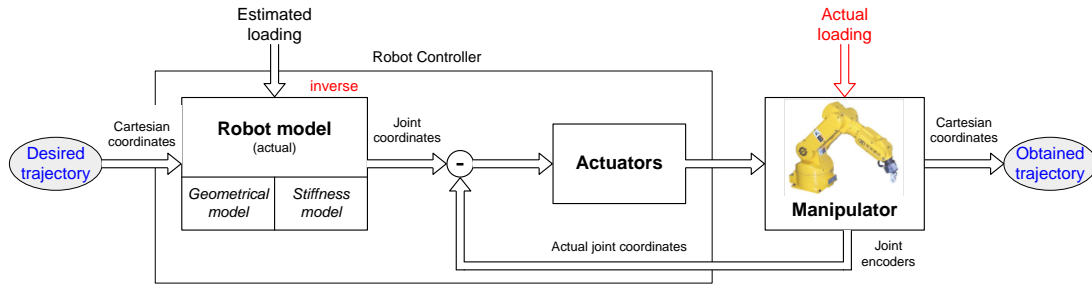 Estimated
loading
Actual
loading
Robot Controller
inverse
Desired
trajectory
Cartesian
coordinates
Robot model
(actual)
Geometrical
model
Stiffness
model
Joint
coordinates
-
Actuators
Manipulator
Cartesian
coordinates
Obtained
trajectory
Actual joint coordinates
Joint
encoders